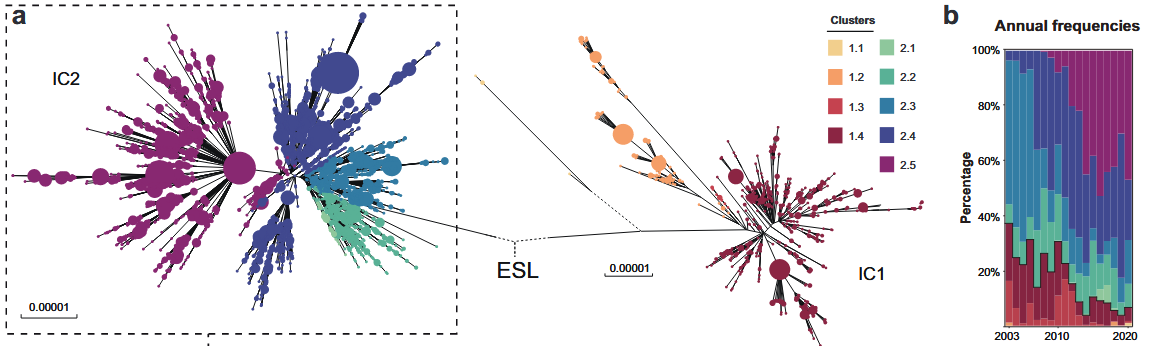 a
IC2
0.00001
ESL
0.00001
IC1
Clusters
1.1 2.1
1.2 2.2
1.3 2.3
1.4 2.4
2.5
b
Annual frequencies
Percentage
100%
80%
60%
40%
20%
2003 2010 2020